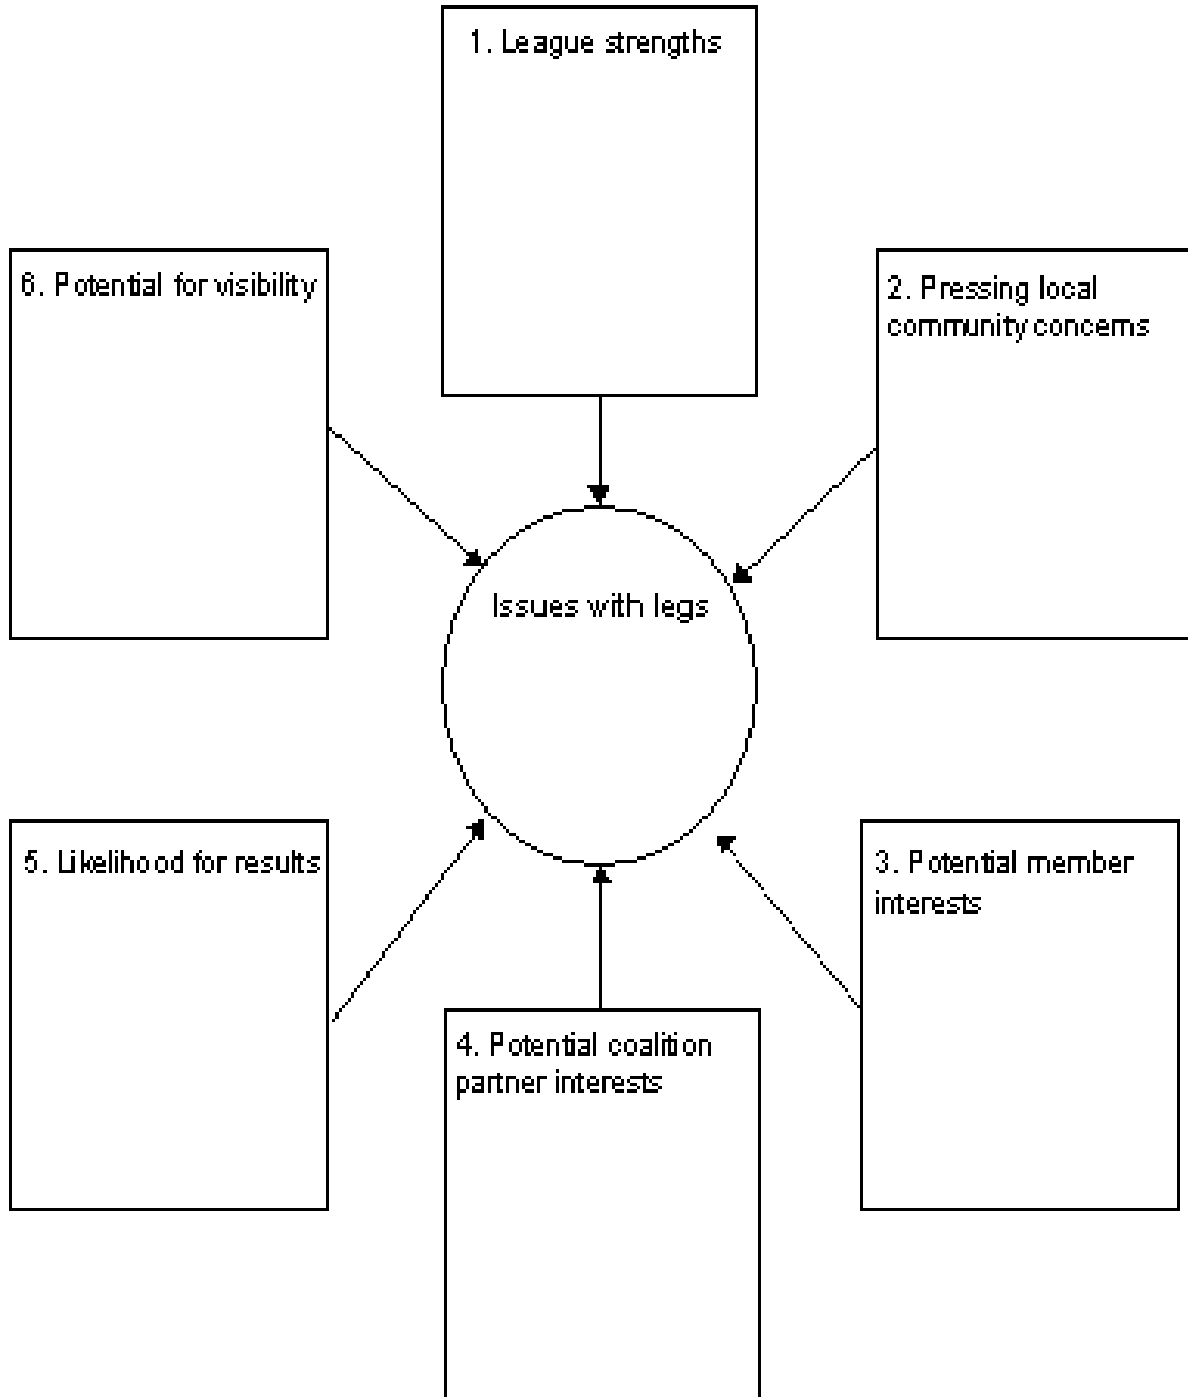 1. League strengths
6. Potential for visibility
2. Pressing local
community concerns
Issues with legs
5. Likelihood for results
3. Potential member
interests
4. Potential coalition
partner interests